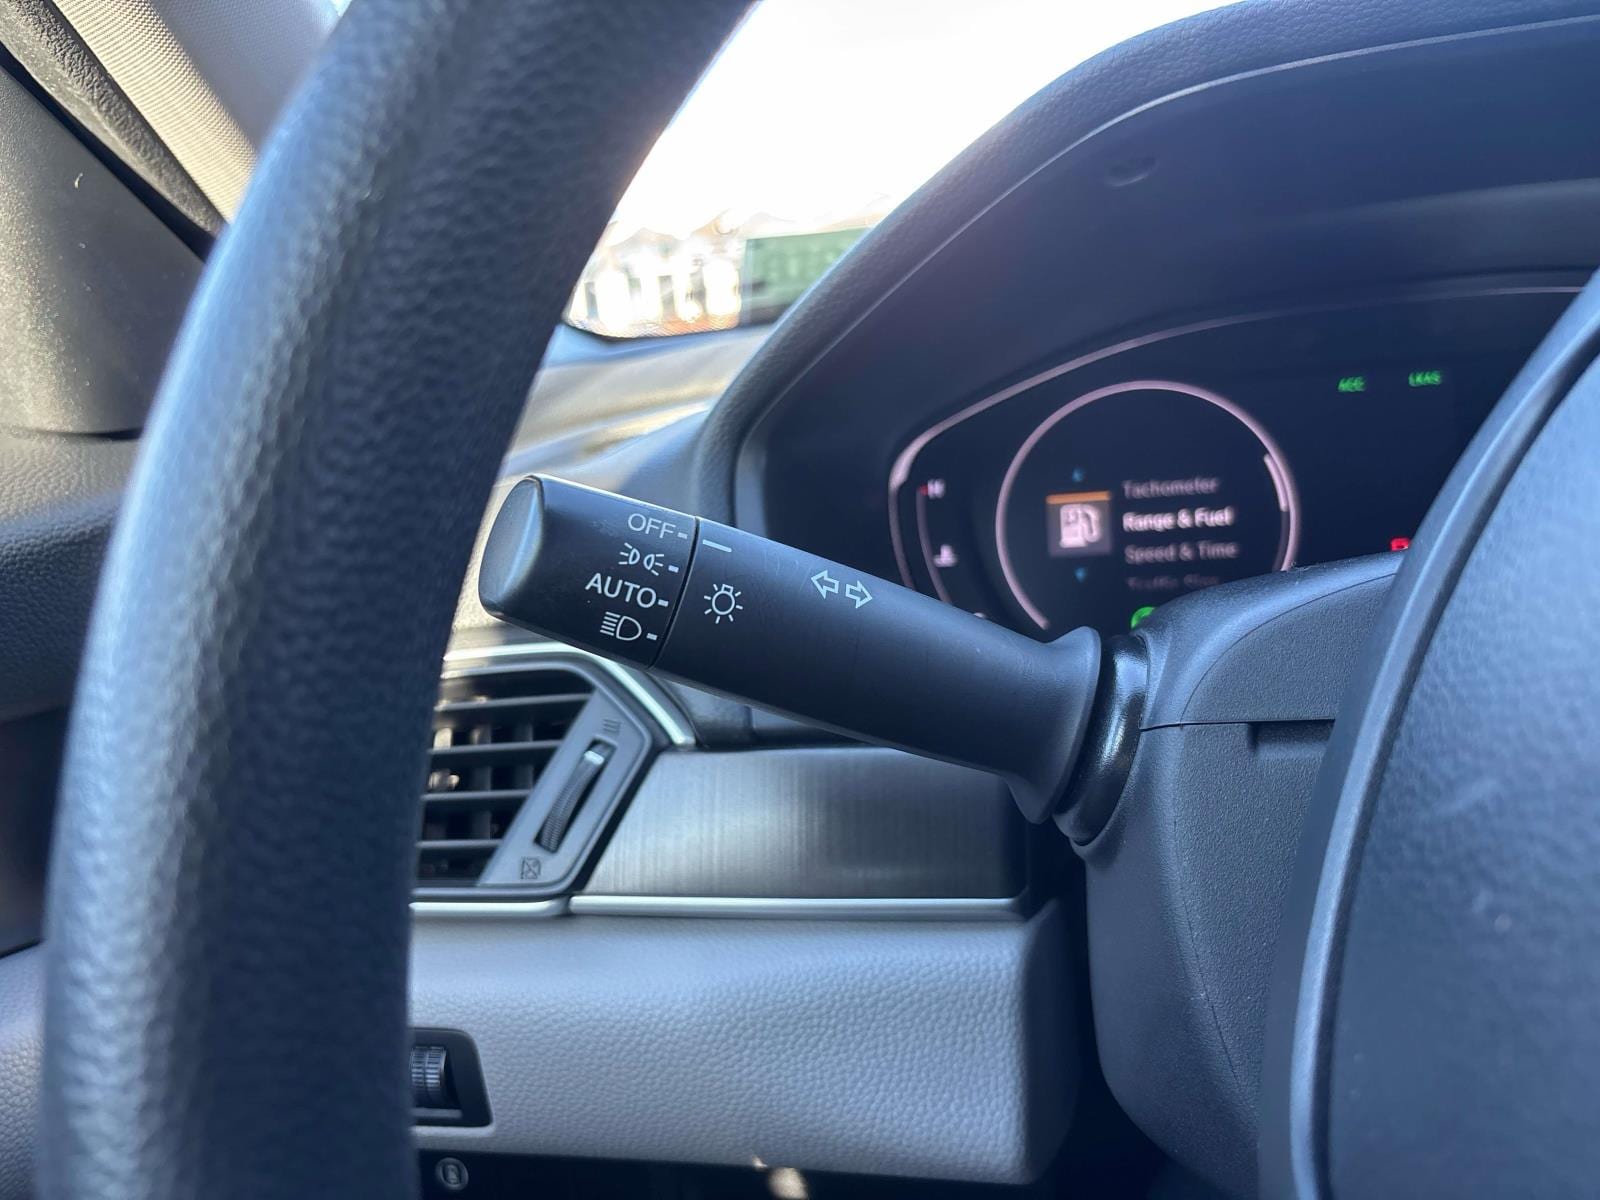 OFF
AUTO
ACC LKAS
H
Tachometer
Range & Fuel
Speed & Time